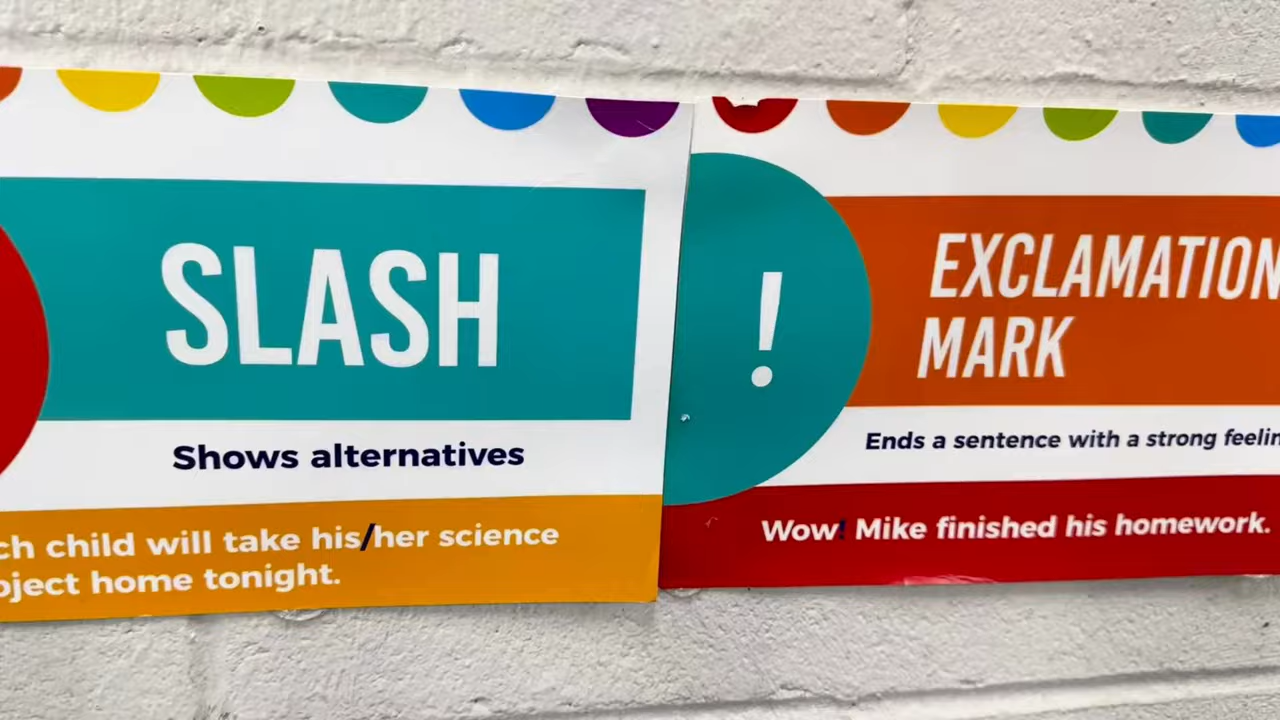 SLASH
Shows alternatives
ch child will take his/her science
oject home tonight.
!
EXCLAMATION
MARK
Ends a sentence with a strong feelin
Wow! Mike finished his homework.